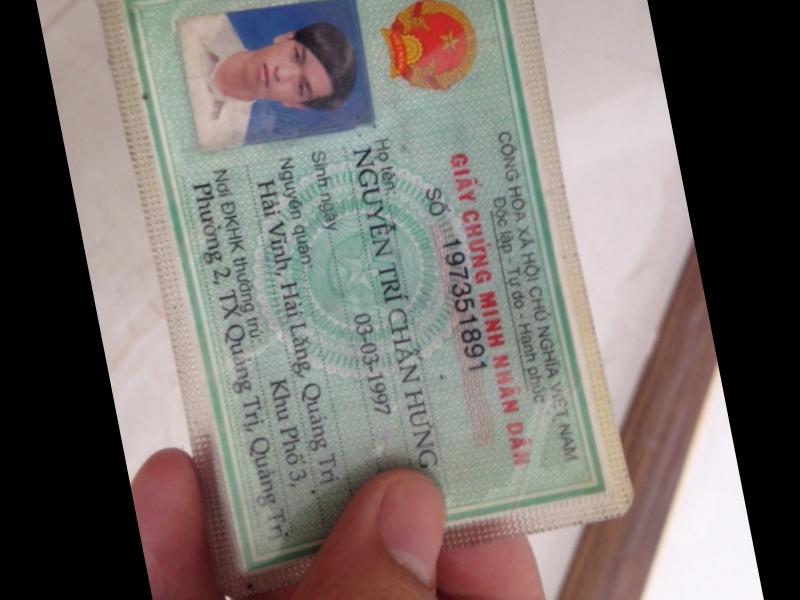 CỘNG HÒA XÃ HỘI CHỦ NGHĨA VIỆT NAM
Độc lập - Tự do - Hạnh phúc
GIẤY CHỨNG MINH NHÂN DÂN
SỐ 197351891
Họ tên NGUYỄN TRÍ CHẤN HƯNG
Sinh ngày 03-03-1997
Nguyên quán Hải Vĩnh, Hải Lăng, Quảng Trị
Nơi ĐKHK thường trú: Khu Phố 3,
Phường 2, TX Quảng Trị, Quảng Trị